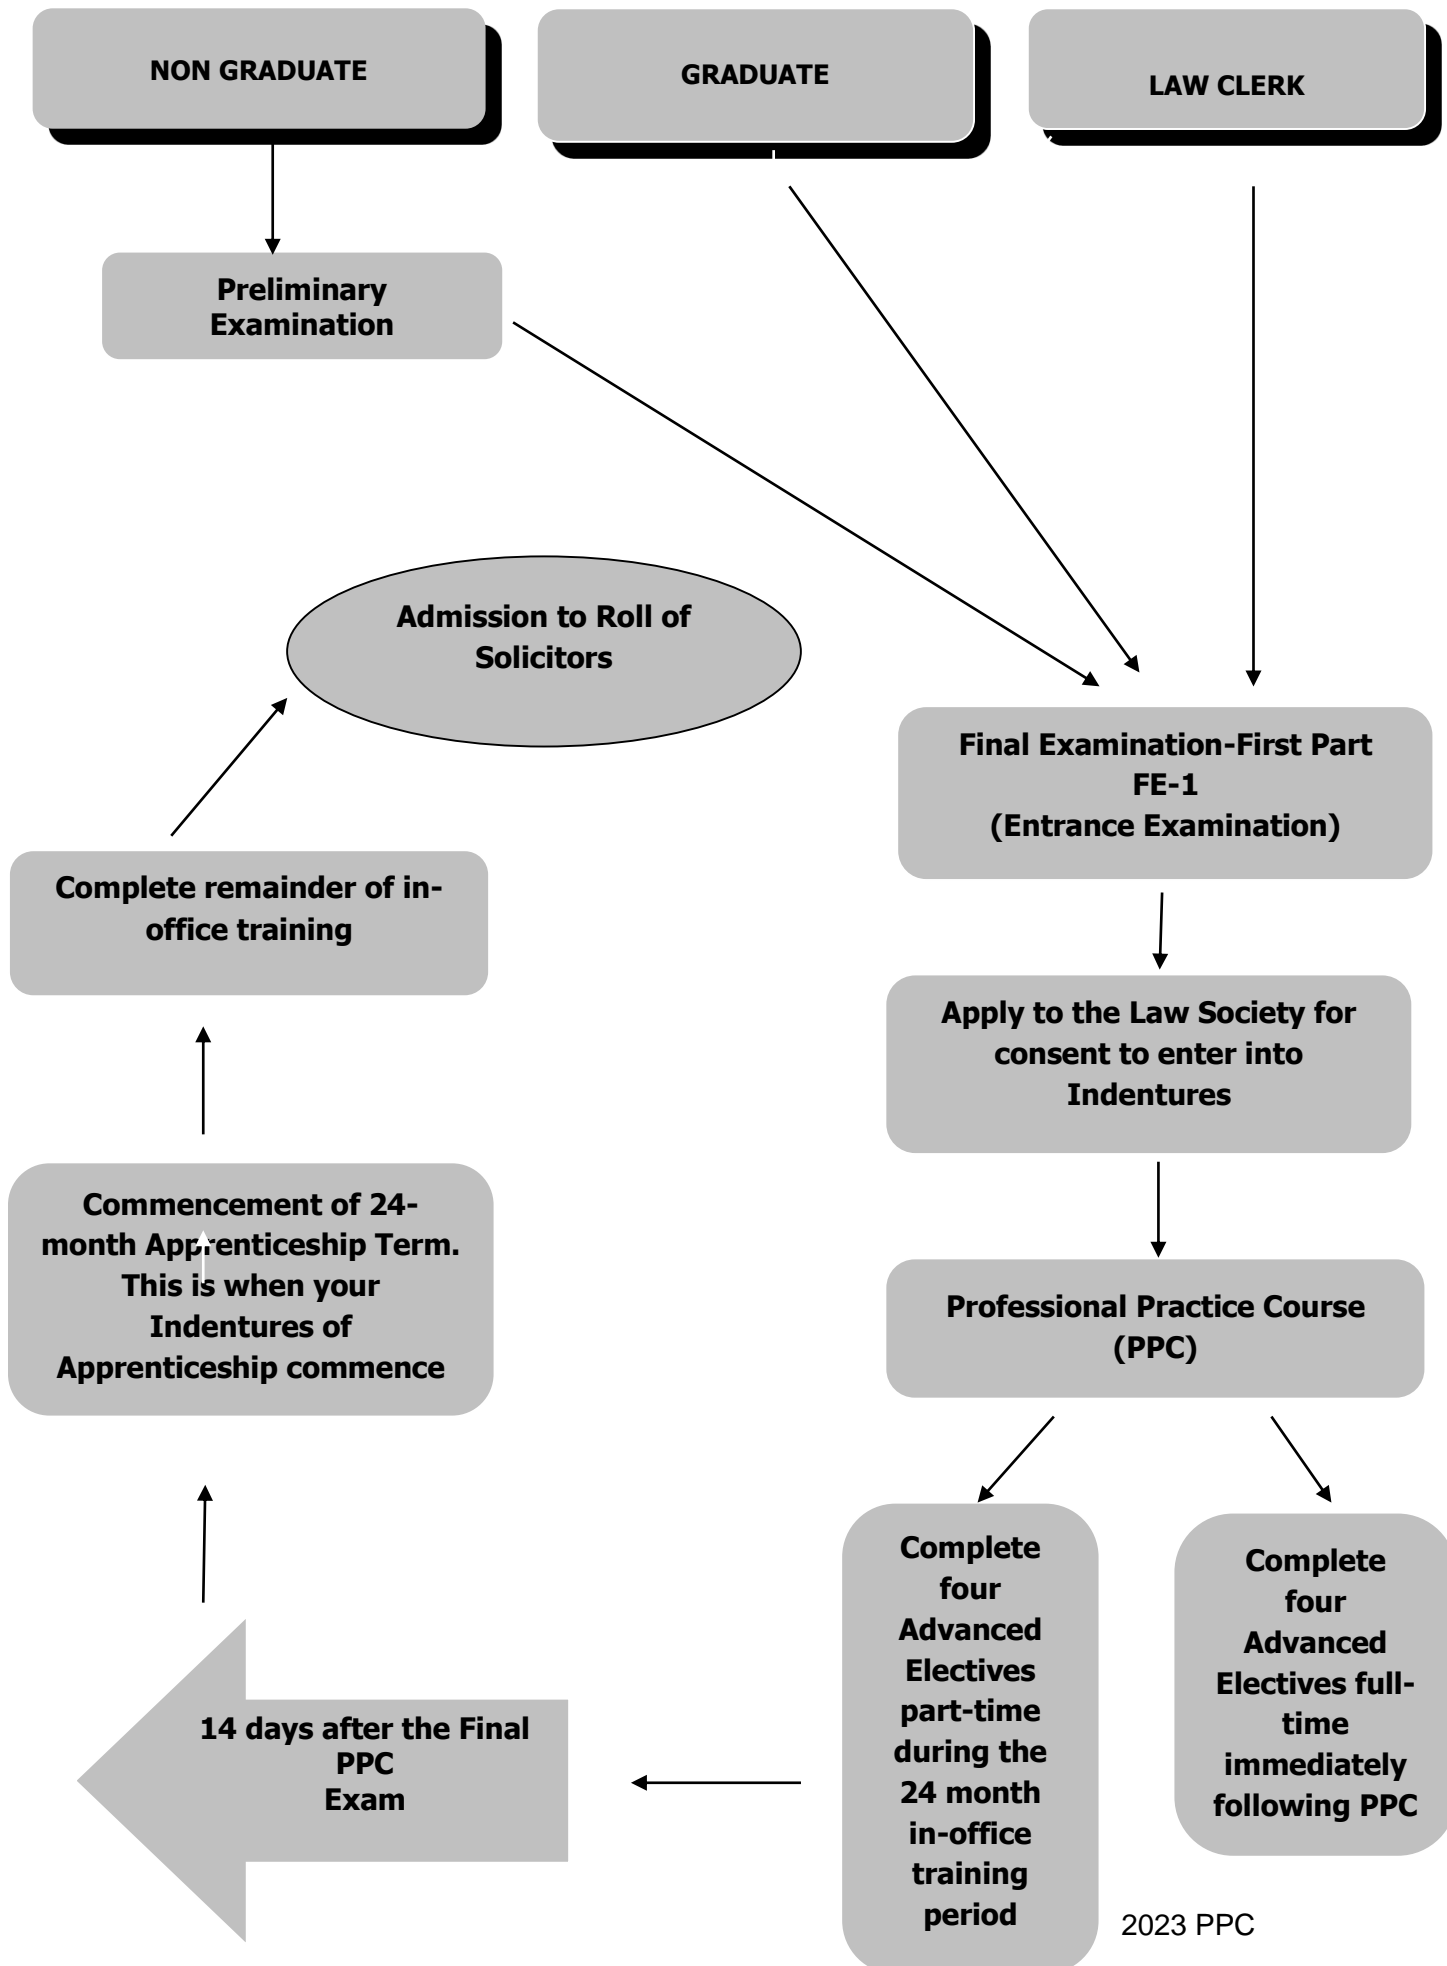 NON GRADUATE
GRADUATE
LAW CLERK
Preliminary
Examination
Admission to Roll of
Solicitors
Final Examination-First Part
FE-1
(Entrance Examination)
Complete remainder of in-
office training
Apply to the Law Society for
consent to enter into
Indentures
Commencement of 24-
month Apprenticeship Term.
This is when your
Indentures of
Apprenticeship commence
Professional Practice Course
(PPC)
Complete
four
Advanced
Electives
part-time
during the
24 month
in-office
training
period
Complete
four
Advanced
Electives full-
time
immediately
following PPC
14 days after the Final
PPC
Exam
2023 PPC